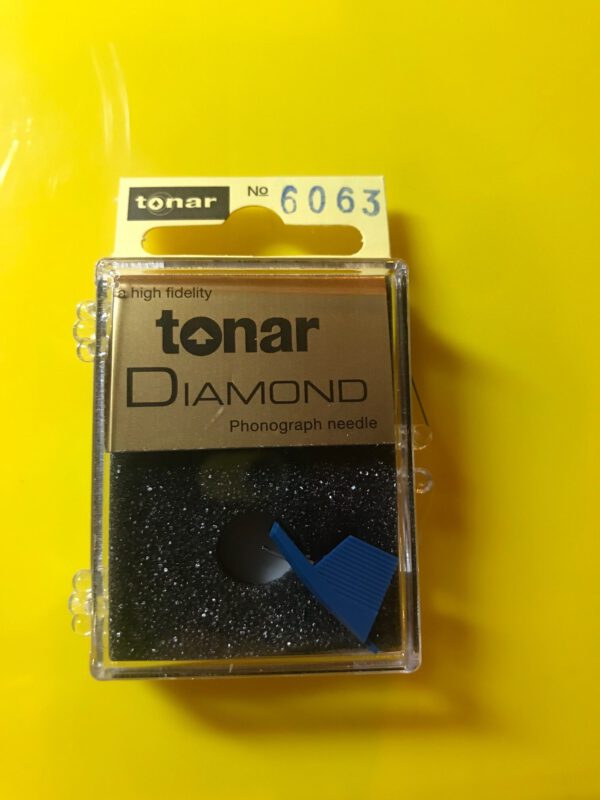 tonar No 6063
a high fidelity
tonar
DIAMOND
Phonograph needle